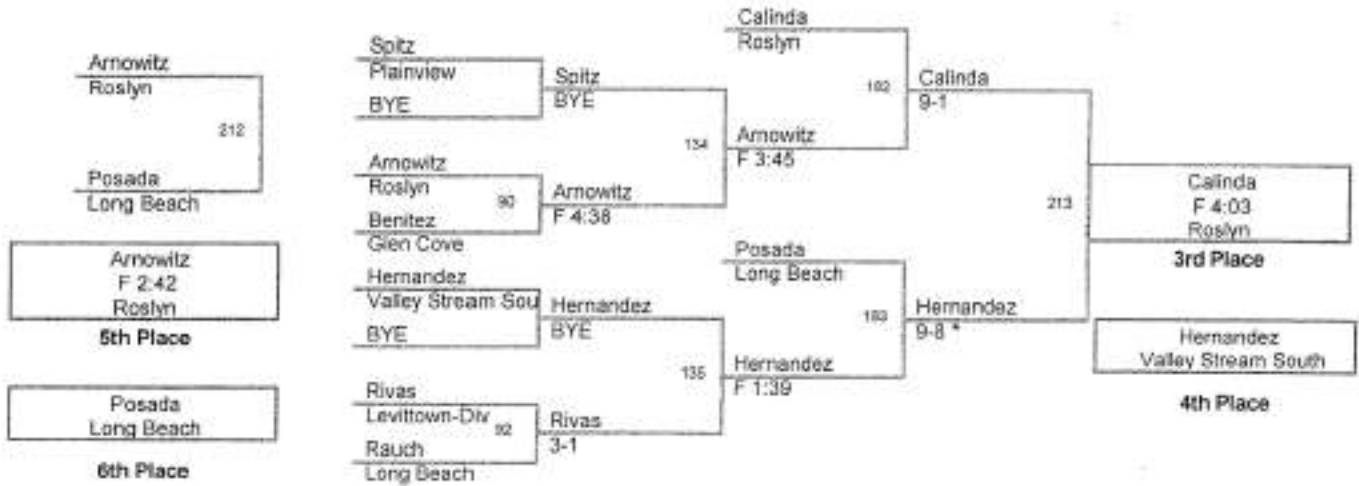 Arnowitz
Roslyn
212
Posada
Long Beach
Arnowitz
F 2:42
Roslyn
5th Place
Posada
Long Beach
6th Place
Spitz
Plainview
BYE
Spitz
BYE
Arnowitz
Roslyn
90
Benitez
Glen Cove
Arnowitz
F 4:38
134
Hernandez
Valley Stream Sou
BYE
Hernandez
BYE
Rivas
Levittown-Div
92
Rauch
Long Beach
Rivas
3-1
135
Calinda
Roslyn
182
Arnowitz
F 3:45
Calinda
9-1
Posada
Long Beach
183
Hernandez
F 1:39
Hernandez
9-8 *
213
Calinda
F 4:03
Roslyn
3rd Place
Hernandez
Valley Stream South
4th Place